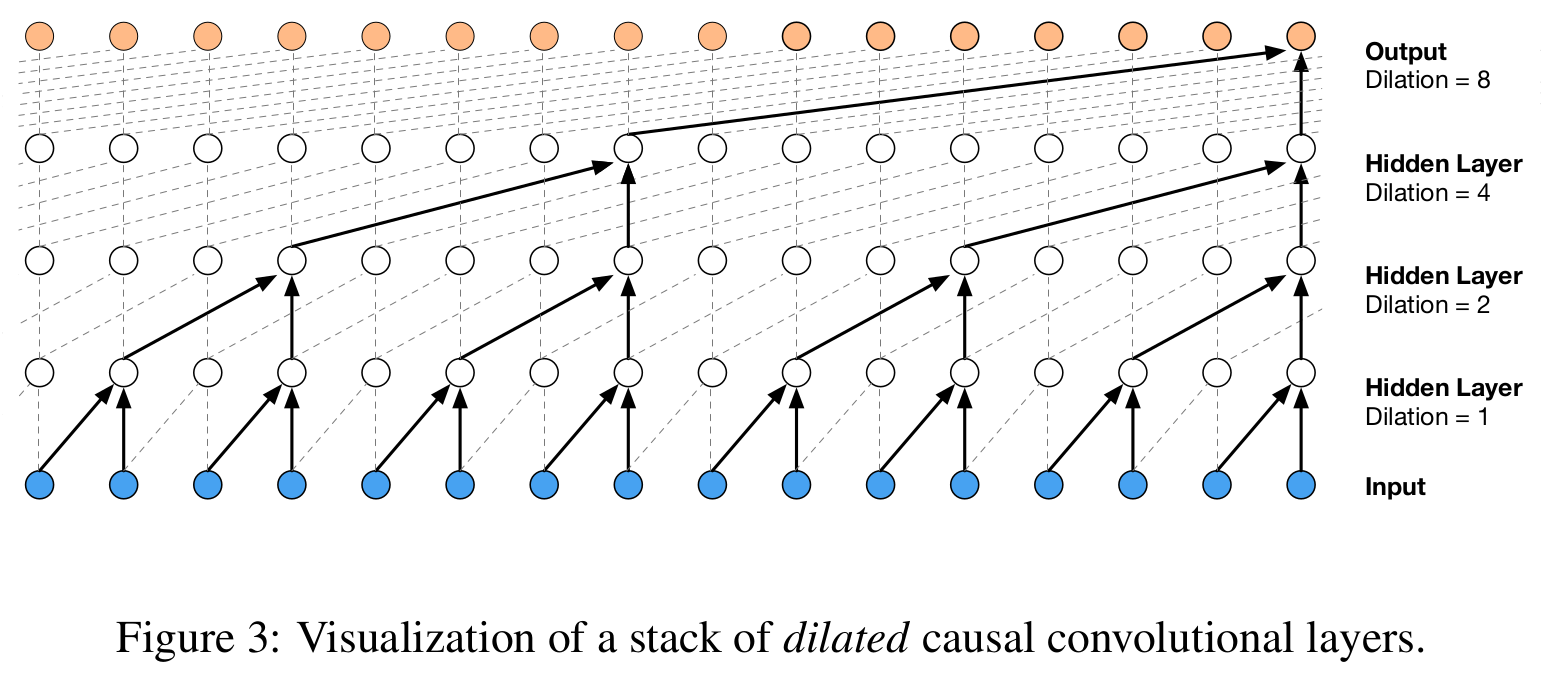 Output
Dilation = 8
Hidden Layer
Dilation = 4
Hidden Layer
Dilation = 2
Hidden Layer
Dilation = 1
Input
Figure 3: Visualization of a stack of dilated causal convolutional layers.